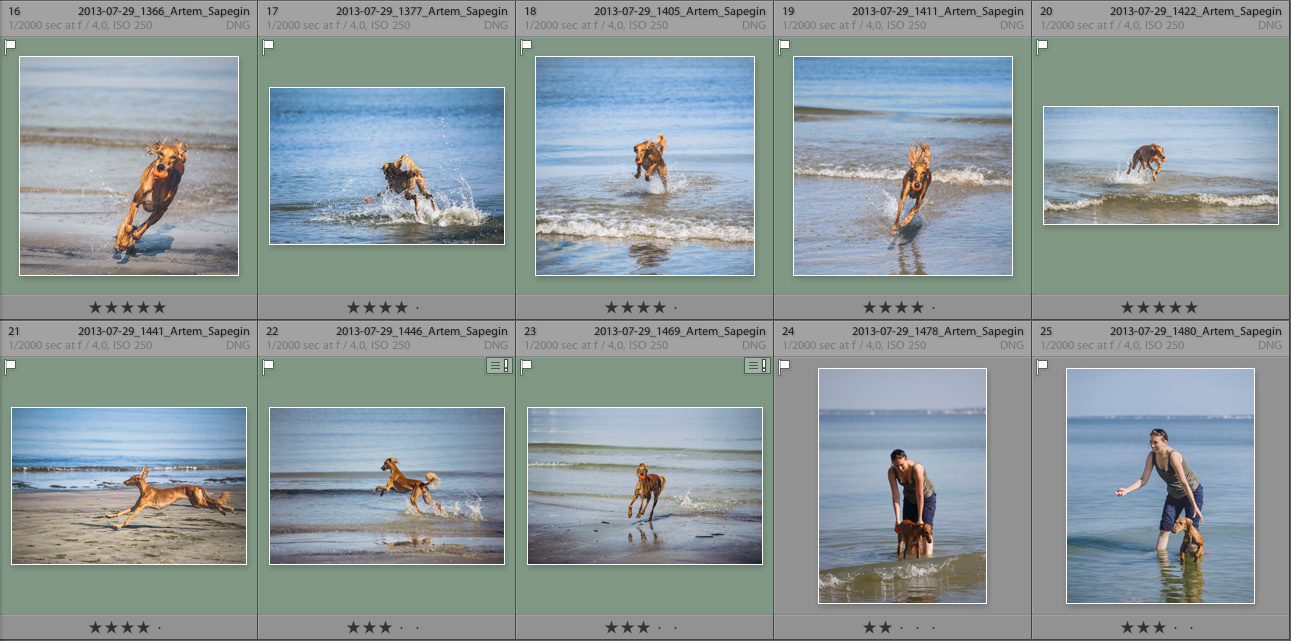 16 2013-07-29_1366_Artem_Sapegin
1/2000 sec at f / 4,0, ISO 250 DNG
17 2013-07-29_1377_Artem_Sapegin
1/2000 sec at f / 4,0, ISO 250 DNG
18 2013-07-29_1405_Artem_Sapegin
1/2000 sec at f / 4,0, ISO 250 DNG
19 2013-07-29_1411_Artem_Sapegin
1/2000 sec at f / 4,0, ISO 250 DNG
20 2013-07-29_1422_Artem_Sapegin
1/2000 sec at f / 4,0, ISO 250 DNG
21 2013-07-29_1441_Artem_Sapegin
1/2000 sec at f / 4,0, ISO 250 DNG
22 2013-07-29_1446_Artem_Sapegin
1/2000 sec at f / 4,0, ISO 250 DNG
23 2013-07-29_1469_Artem_Sapegin
1/2000 sec at f / 4,0, ISO 250 DNG
24 2013-07-29_1478_Artem_Sapegin
1/2000 sec at f / 4,0, ISO 250 DNG
25 2013-07-29_1480_Artem_Sapegin
1/2000 sec at f / 4,0, ISO 250 DNG